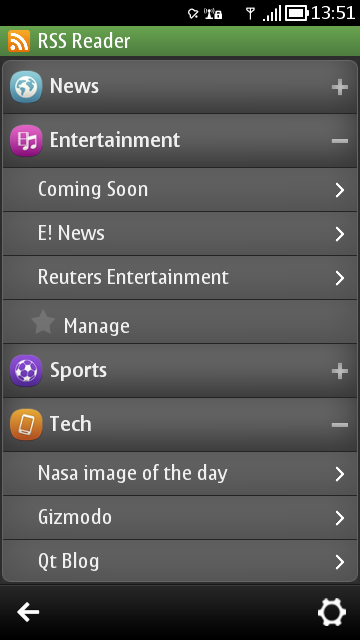 13:51
RSS Reader
News
Entertainment
Coming Soon
E! News
Reuters Entertainment
Manage
Sports
Tech
Nasa image of the day
Gizmodo
Qt Blog